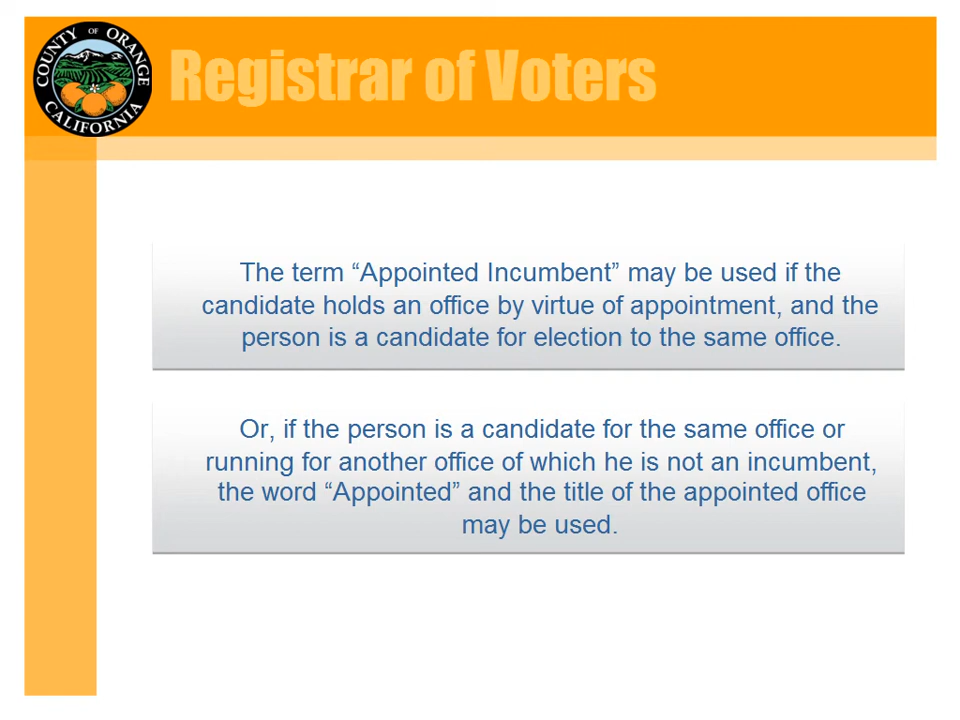 COUNTY OF ORANGE
CALIFORNIA
Registrar of Voters
The term “Appointed Incumbent” may be used if the
candidate holds an office by virtue of appointment, and the
person is a candidate for election to the same office.
Or, if the person is a candidate for the same office or
running for another office of which he is not an incumbent,
the word “Appointed” and the title of the appointed office
may be used.